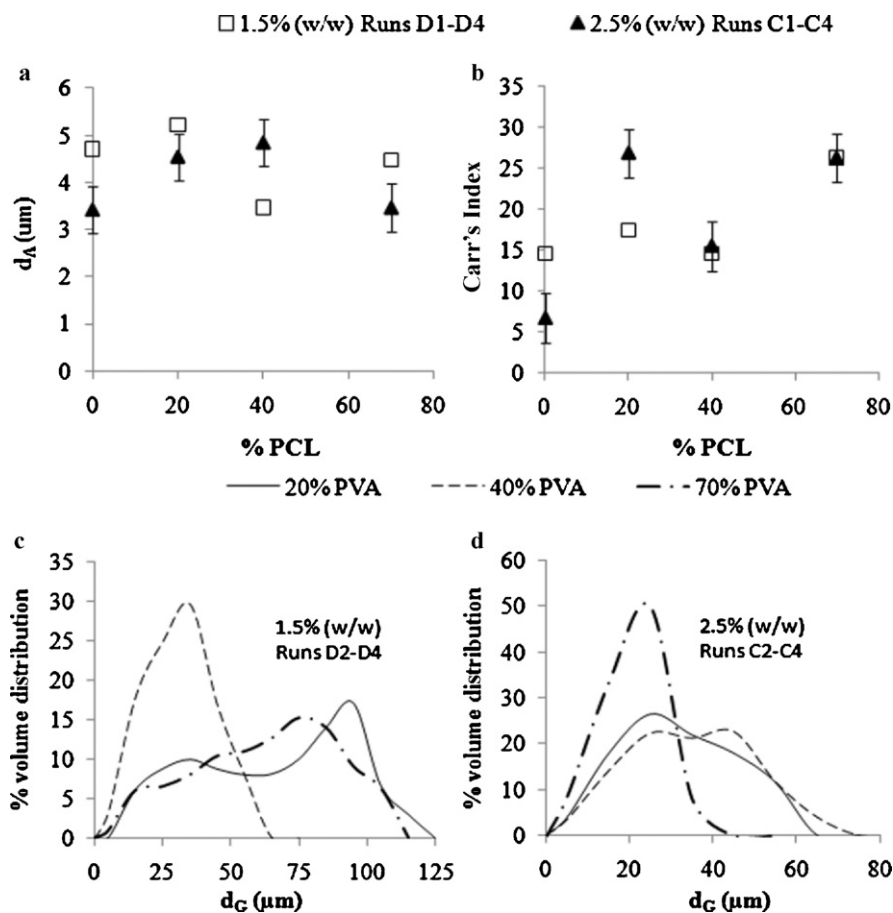 □ 1.5% (w/w) Runs D1-D4 ▲ 2.5% (w/w) Runs C1-C4
a
6
5
4
3
2
1
0
d_A (um)
0 20 40 60 80
% PCL
b
35
30
25
20
15
10
5
0
Carr's Index
0 20 40 60 80
% PCL
20% PVA 40% PVA 70% PVA
c
35
30
25
20
15
10
5
0
% volume distribution
1.5% (w/w)
Runs D2-D4
0 25 50 75 100 125
d_G (µm)
d
60
50
40
30
20
10
0
% volume distribution
2.5% (w/w)
Runs C2-C4
0 20 40 60 80
d_G (µm)